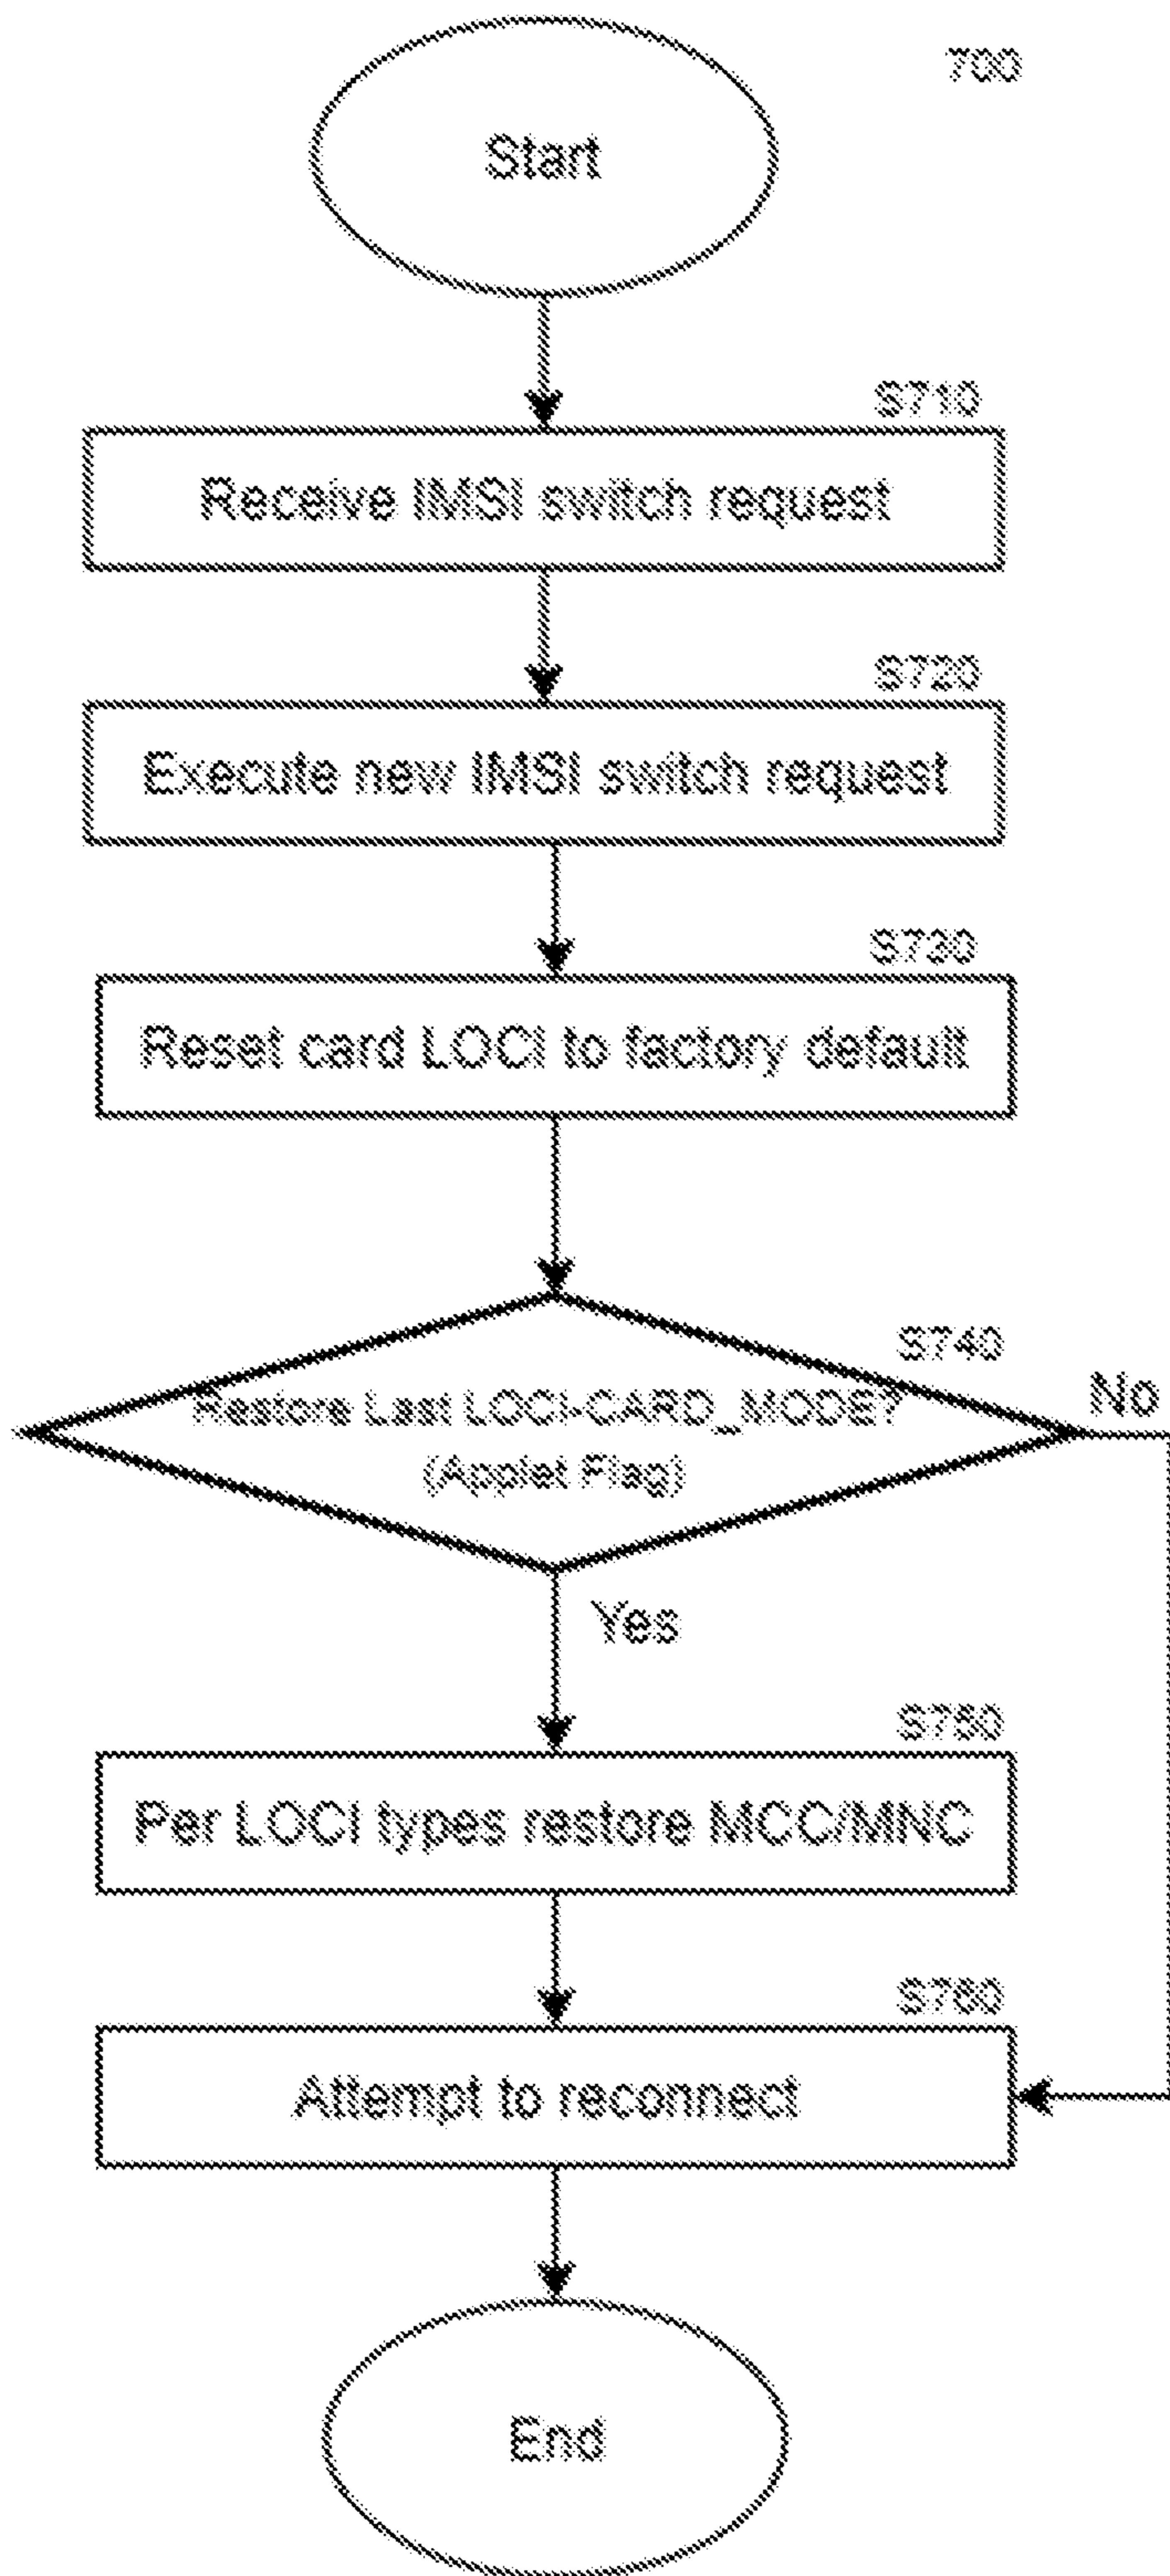 700
Start
S710
Receive IMSI switch request
S720
Execute new IMSI switch request
S730
Reset card LOCI to factory default
S740
Restore Last LOCI-CARD_MODE?
(Applet Flag)
No
Yes
S750
Per LOCI types restore MCC/MNC
S760
Attempt to reconnect
End